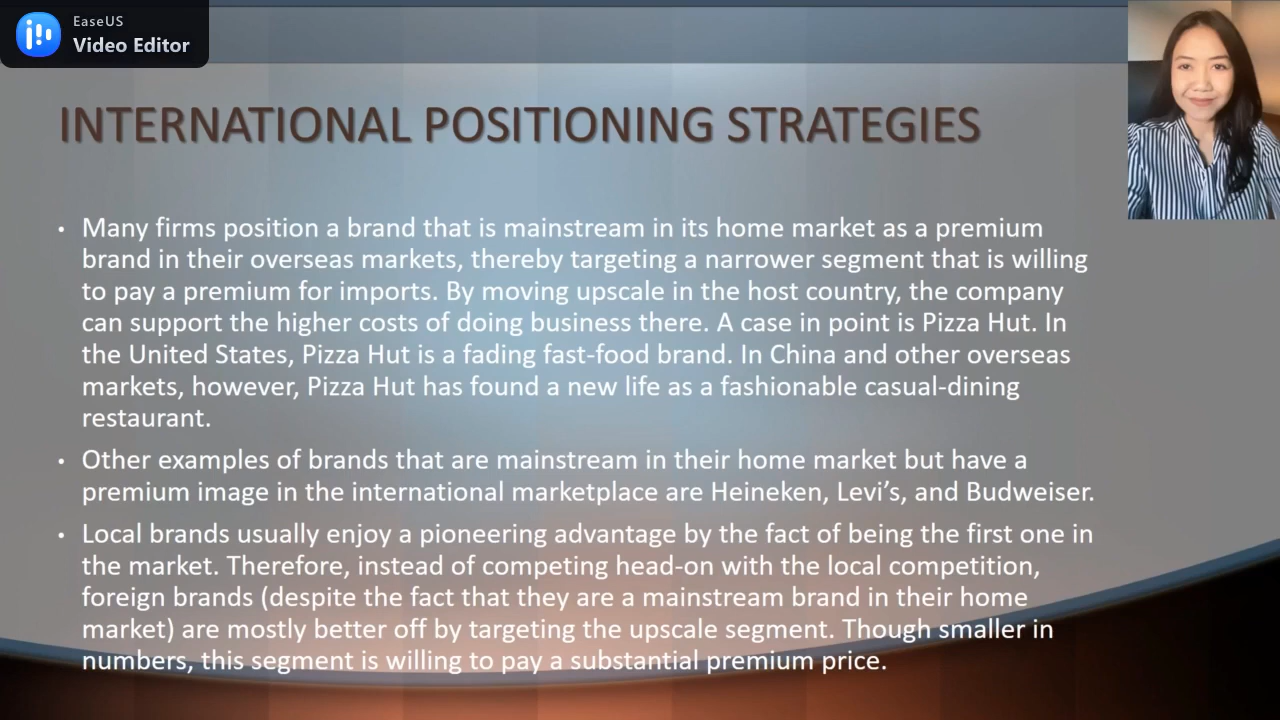 EaseUS
Video Editor
INTERNATIONAL POSITIONING STRATEGIES
• Many firms position a brand that is mainstream in its home market as a premium
brand in their overseas markets, thereby targeting a narrower segment that is willing
to pay a premium for imports. By moving upscale in the host country, the company
can support the higher costs of doing business there. A case in point is Pizza Hut. In
the United States, Pizza Hut is a fading fast-food brand. In China and other overseas
markets, however, Pizza Hut has found a new life as a fashionable casual-dining
restaurant.
• Other examples of brands that are mainstream in their home market but have a
premium image in the international marketplace are Heineken, Levi’s, and Budweiser.
• Local brands usually enjoy a pioneering advantage by the fact of being the first one in
the market. Therefore, instead of competing head-on with the local competition,
foreign brands (despite the fact that they are a mainstream brand in their home
market) are mostly better off by targeting the upscale segment. Though smaller in
numbers, this segment is willing to pay a substantial premium price.